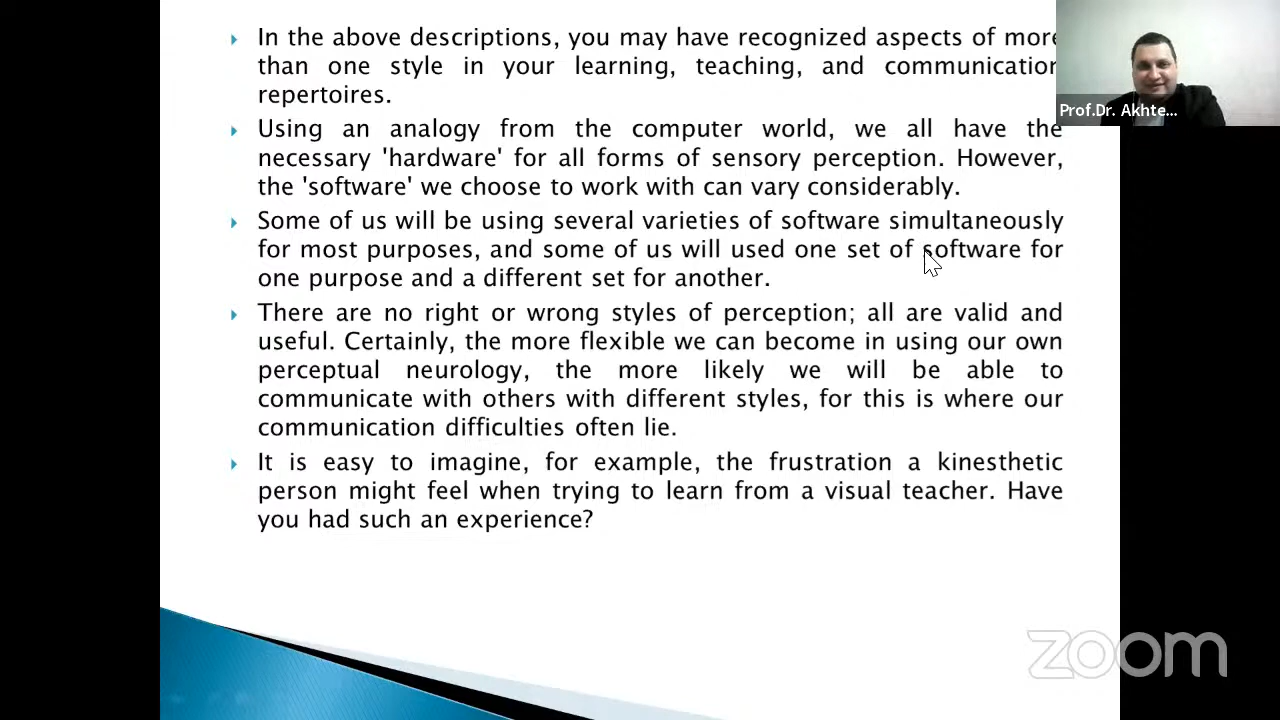 In the above descriptions, you may have recognized aspects of more
than one style in your learning, teaching, and communication
repertoires.
Using an analogy from the computer world, we all have the
necessary 'hardware' for all forms of sensory perception. However,
the 'software' we choose to work with can vary considerably.
Some of us will be using several varieties of software simultaneously
for most purposes, and some of us will used one set of software for
one purpose and a different set for another.
There are no right or wrong styles of perception; all are valid and
useful. Certainly, the more flexible we can become in using our own
perceptual neurology, the more likely we will be able to
communicate with others with different styles, for this is where our
communication difficulties often lie.
It is easy to imagine, for example, the frustration a kinesthetic
person might feel when trying to learn from a visual teacher. Have
you had such an experience?
Prof.Dr. Akhte...
zoom